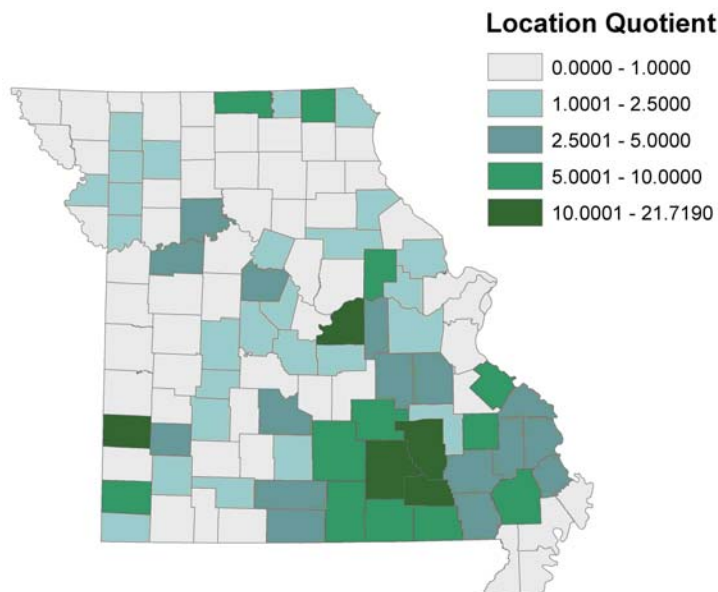 Location Quotient
0.0000 - 1.0000
1.0001 - 2.5000
2.5001 - 5.0000
5.0001 - 10.0000
10.0001 - 21.7190